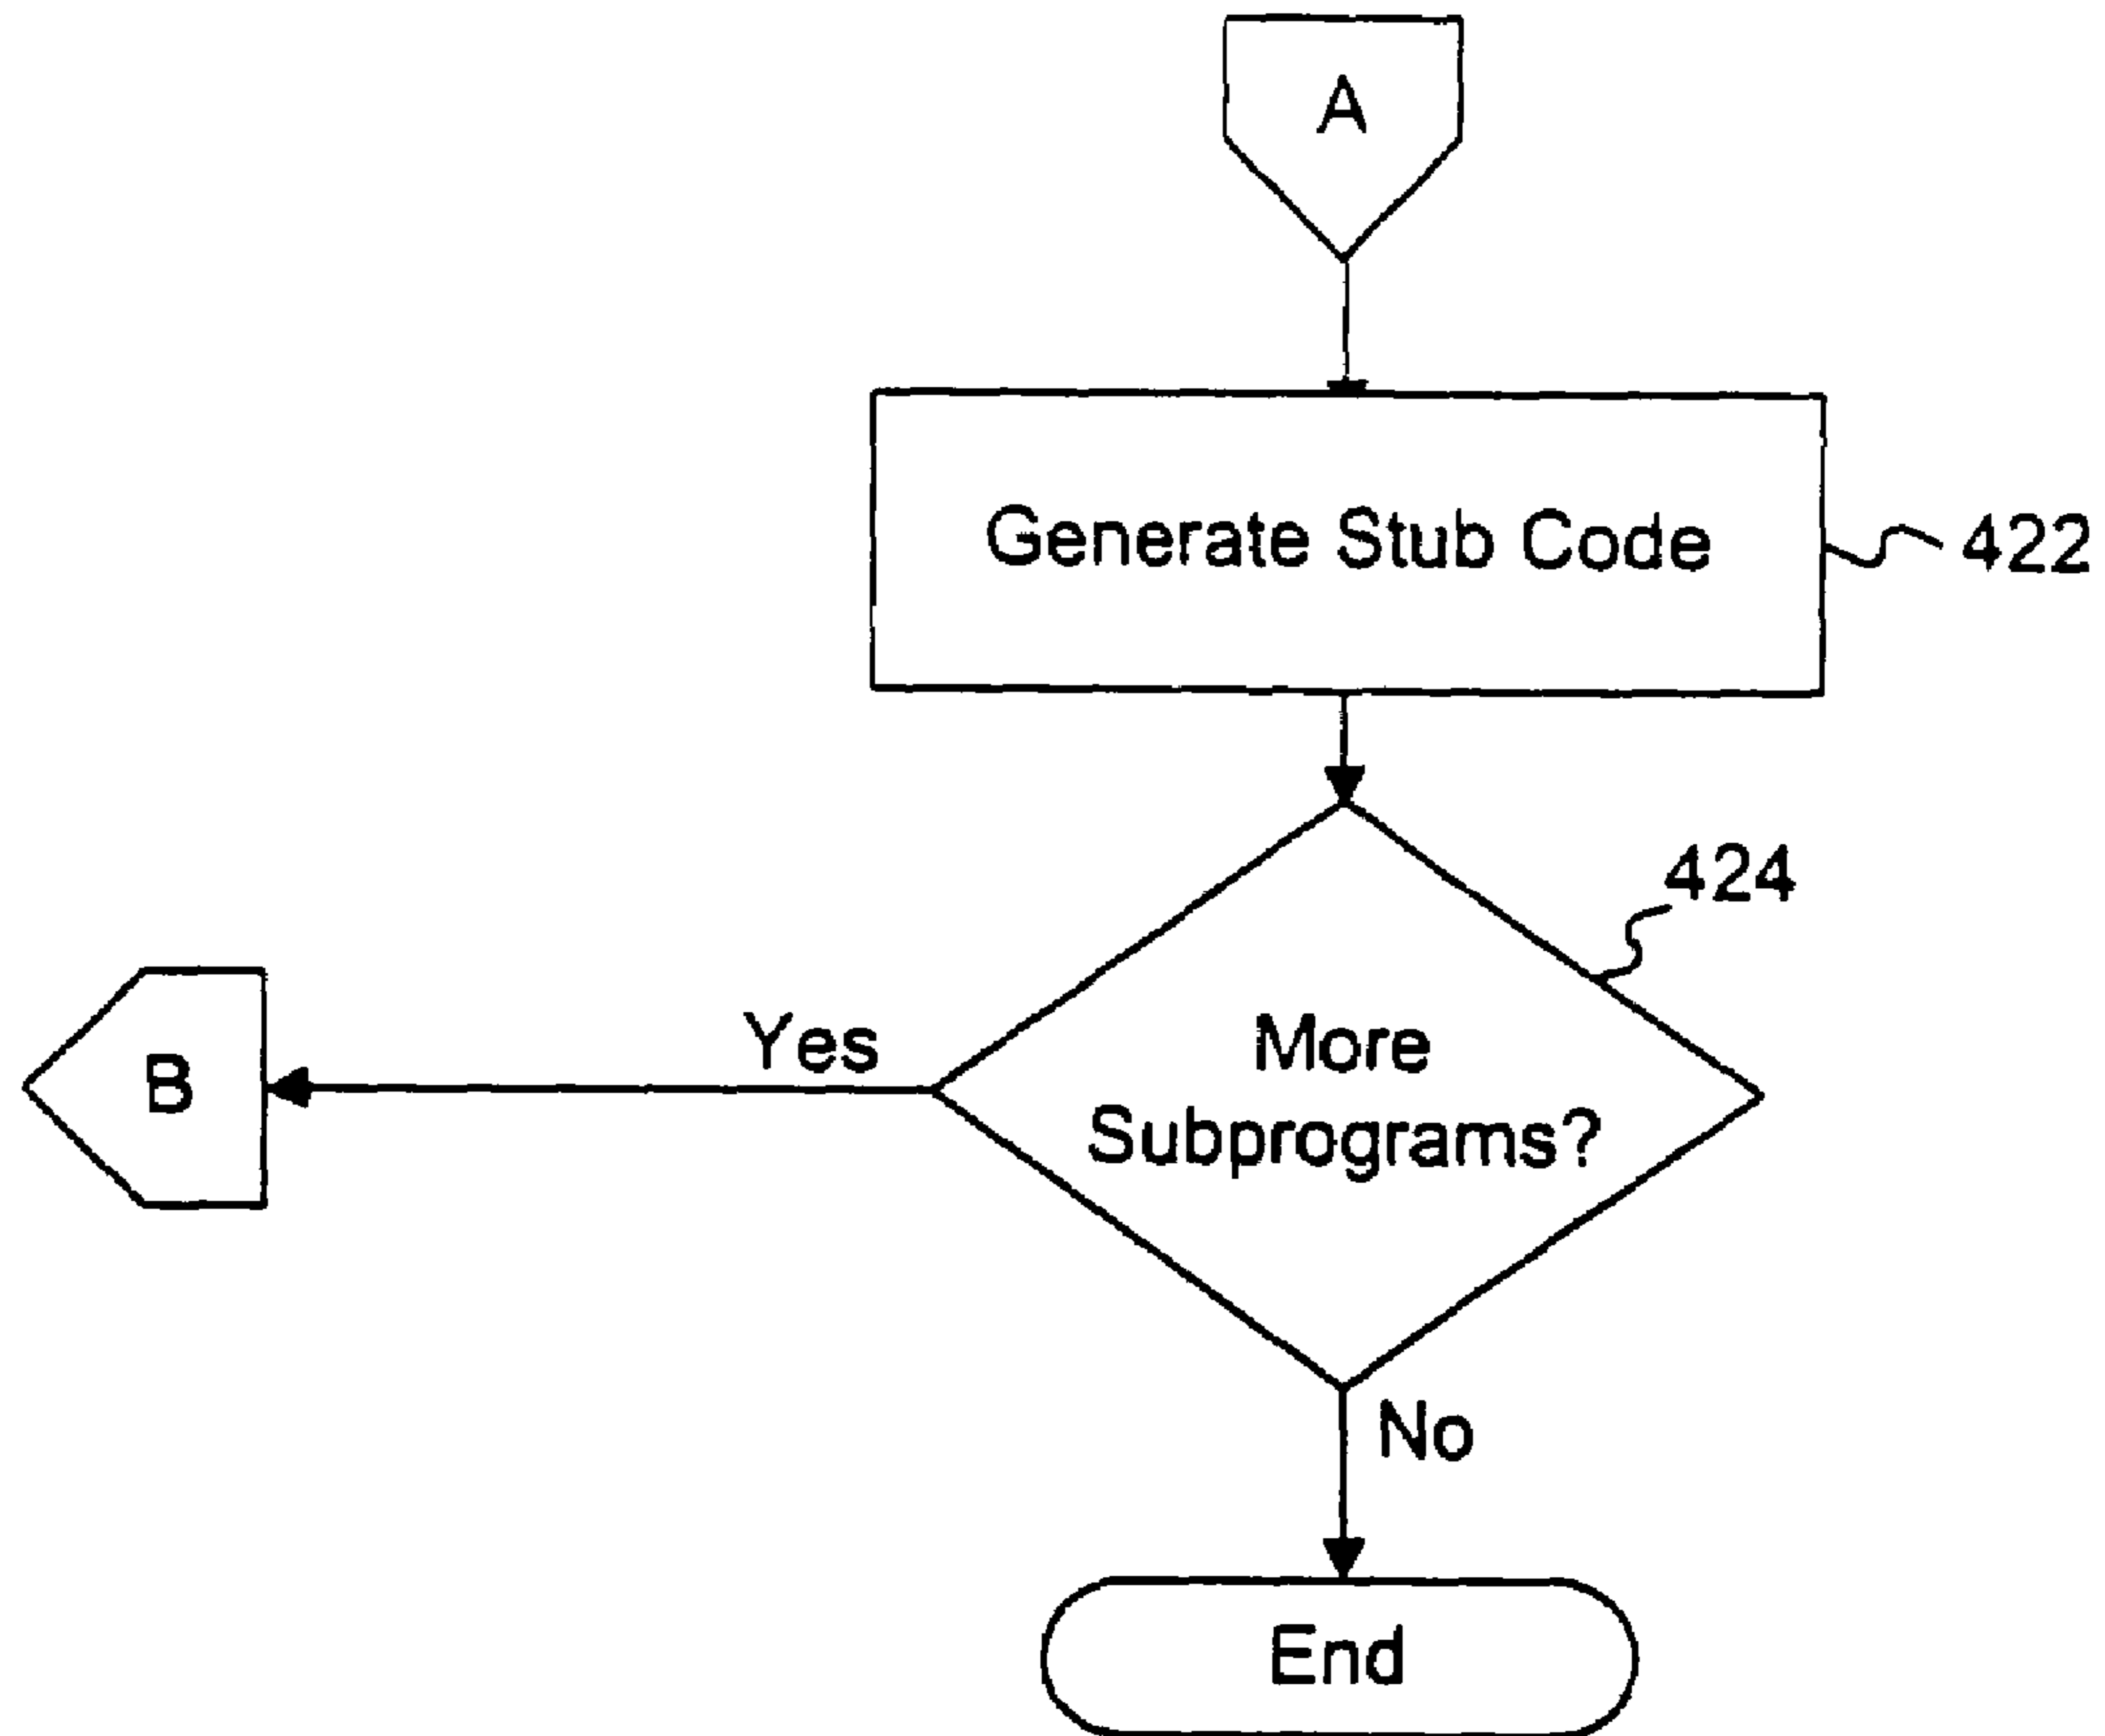 A
Generate Stub Code
422
424
Yes
More
Subprograms?
B
No
End